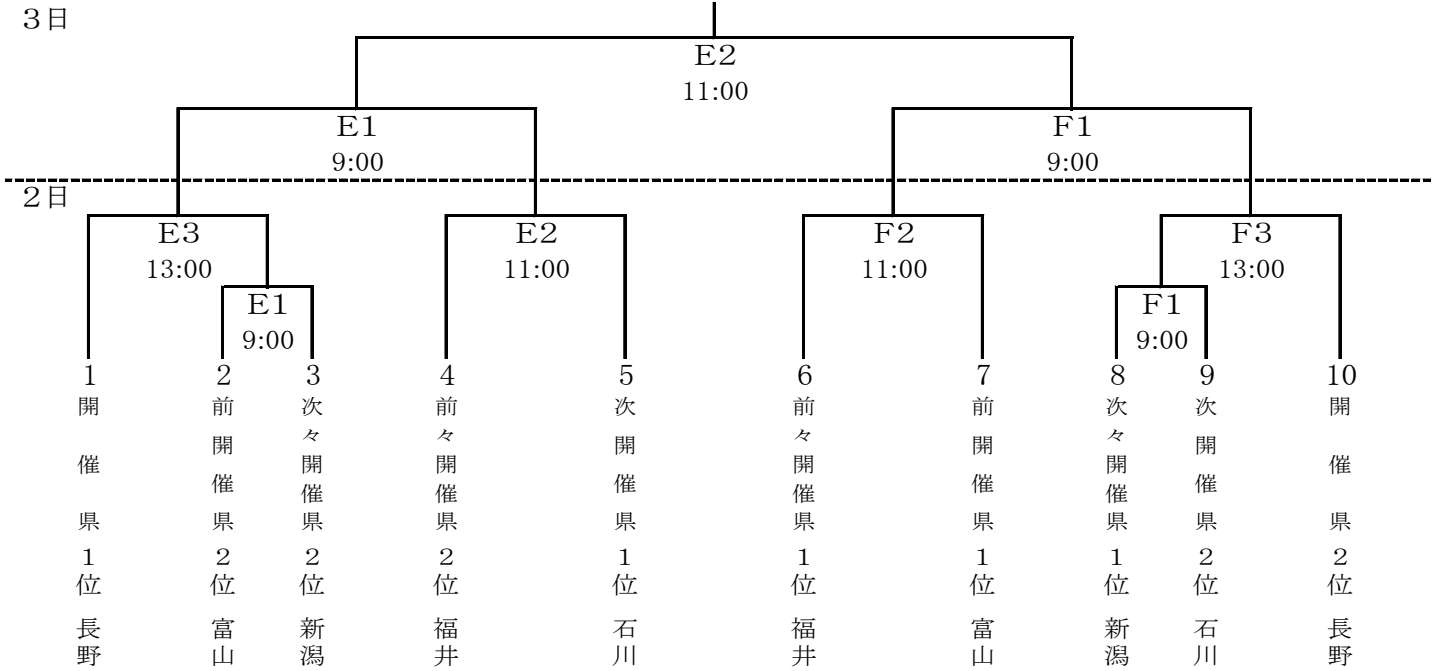 3日
E2
11:00
E1
9:00
F1
9:00
2日
E3
13:00
E2
11:00
F2
11:00
F3
13:00
E1
9:00
F1
9:00
1
開催県1位長野
2
前開催県2位富山
3
次々開催県2位新潟
4
前々開催県2位福井
5
次開催県1位石川
6
前々開催県1位福井
7
前開催県1位富山
8
次々開催県1位新潟
9
次開催県2位石川
10
開催県2位長野